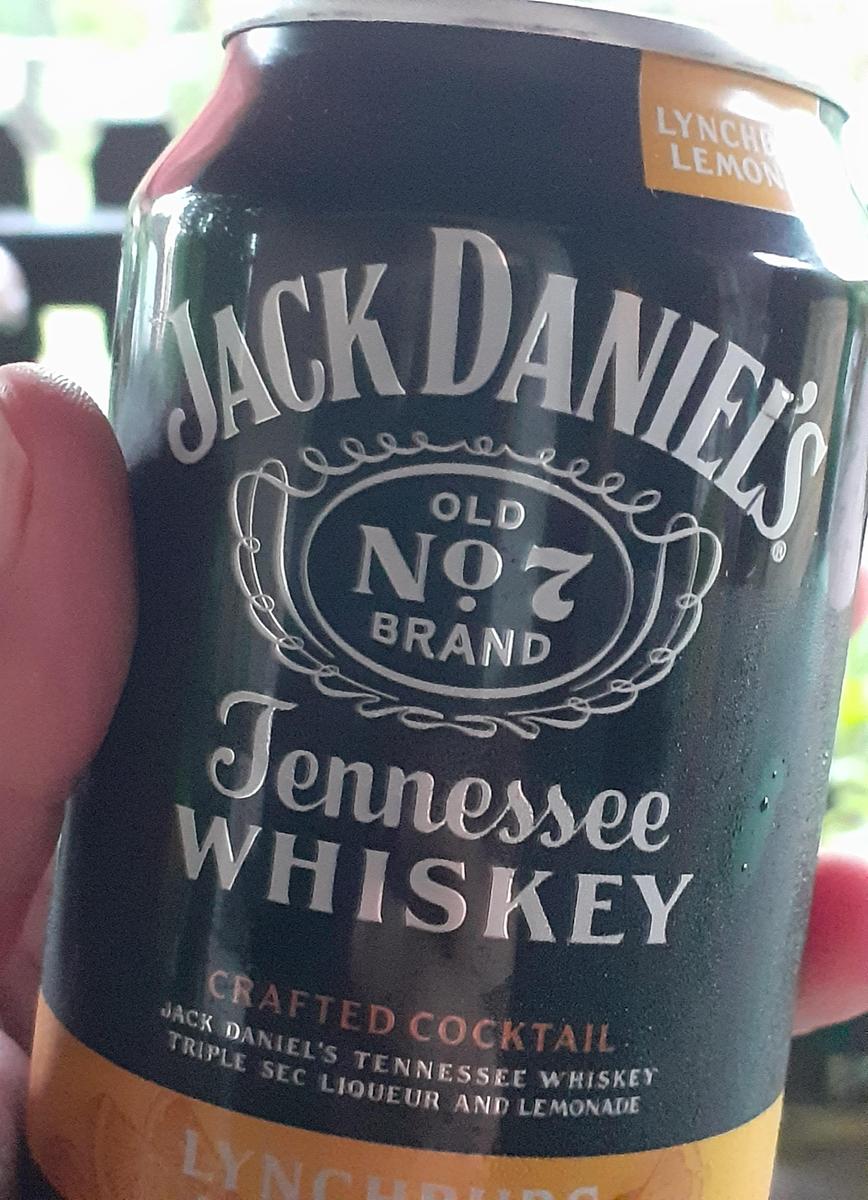 LEMON
JACK DANIEL'S
®
OLD
No. 7
BRAND
Tennessee
WHISKEY
CRAFTED COCKTAIL
JACK DANIEL'S TENNESSEE WHISKEY
TRIPLE SEC LIQUEUR AND LEMONADE